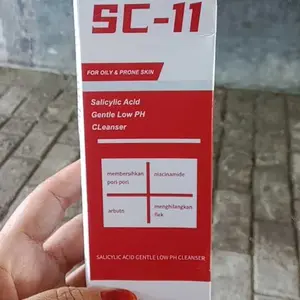 SC-11
FOR OILY & PRONE SKIN
Salicylic Acid
Gentle Low PH
CLeanser
membersihkan
pori pori
niacinamide
arbutin
menghilangkan
flek
SALICYLIC ACID GENTLE LOW PH CLEANSER